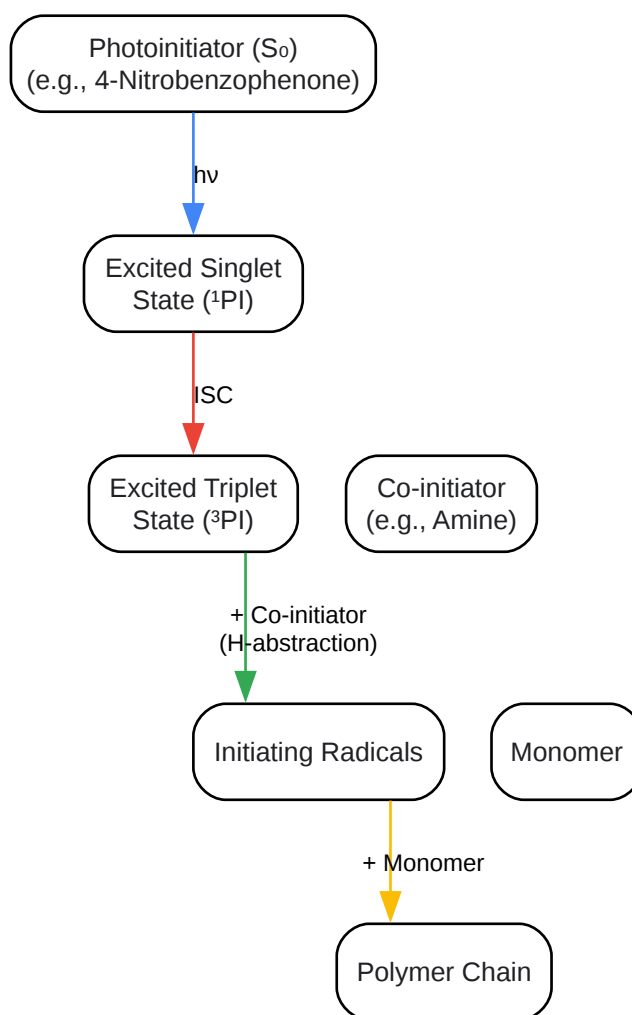 Photoinitiator (S₀)
(e.g., 4-Nitrobenzophenone)
hν
Excited Singlet
State (¹PI)
ISC
Excited Triplet
State (³PI)
Co-initiator
(e.g., Amine)
+ Co-initiator
(H-abstraction)
Initiating Radicals
Monomer
+ Monomer
Polymer Chain